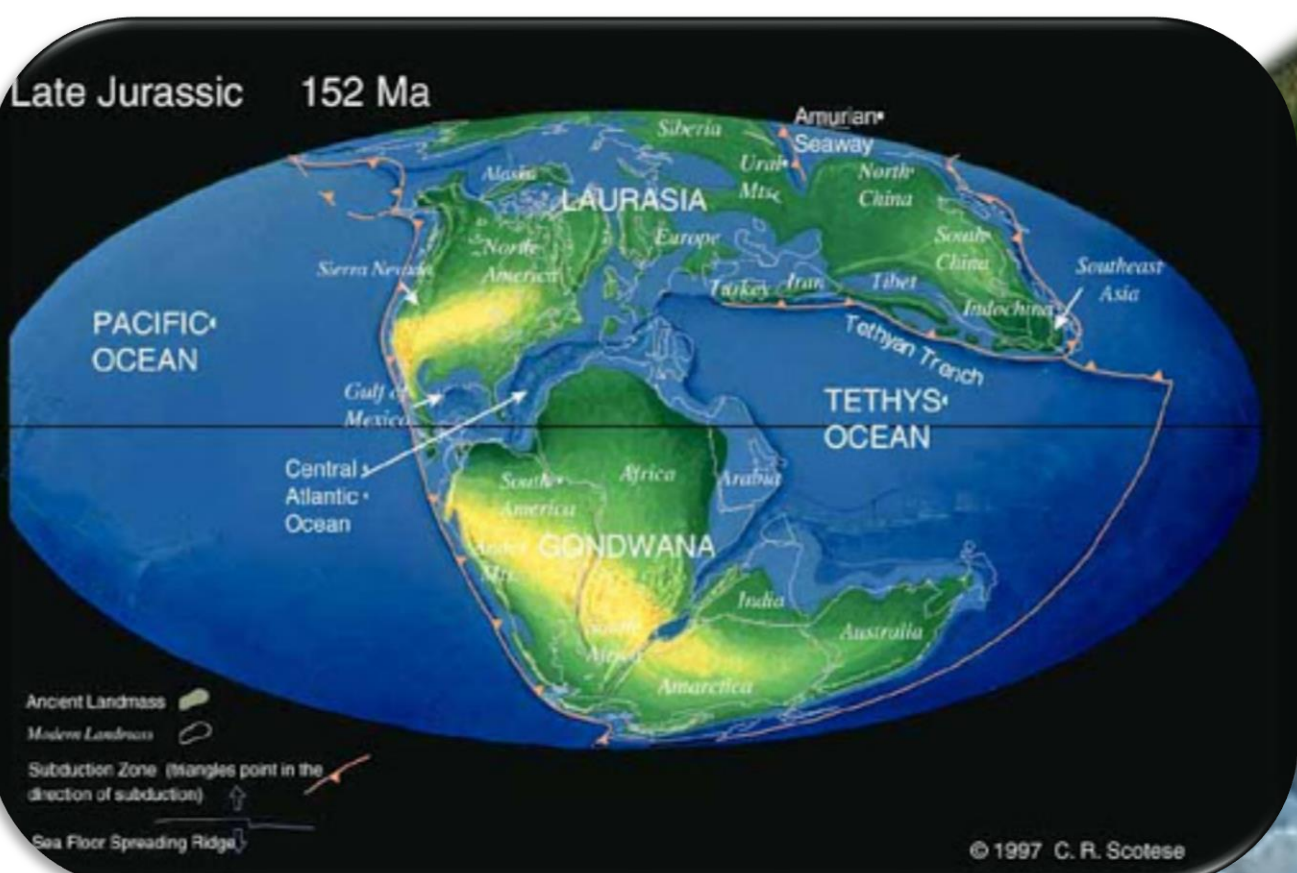 Late Jurassic 152 Ma
Amurian
Seaway
Siberia
Ural
Mts
North
China
Alaska
LAURASIA
Europe
South
China
North
America
Sierra Nevada
Turkey
Iran
Tibet
Southeast
Asia
Indochina
PACIFIC
OCEAN
Tethyan Trench
Gulf of
Mexico
TETHYS
OCEAN
Central
Atlantic
Ocean
South
America
Africa
Arabia
GONDWANA
India
Australia
Antarctica
Ancient Landmass
Modern Landmass
Subduction Zone (triangles point in the
direction of subduction)
Sea Floor Spreading Ridge
© 1997 C. R. Scotese